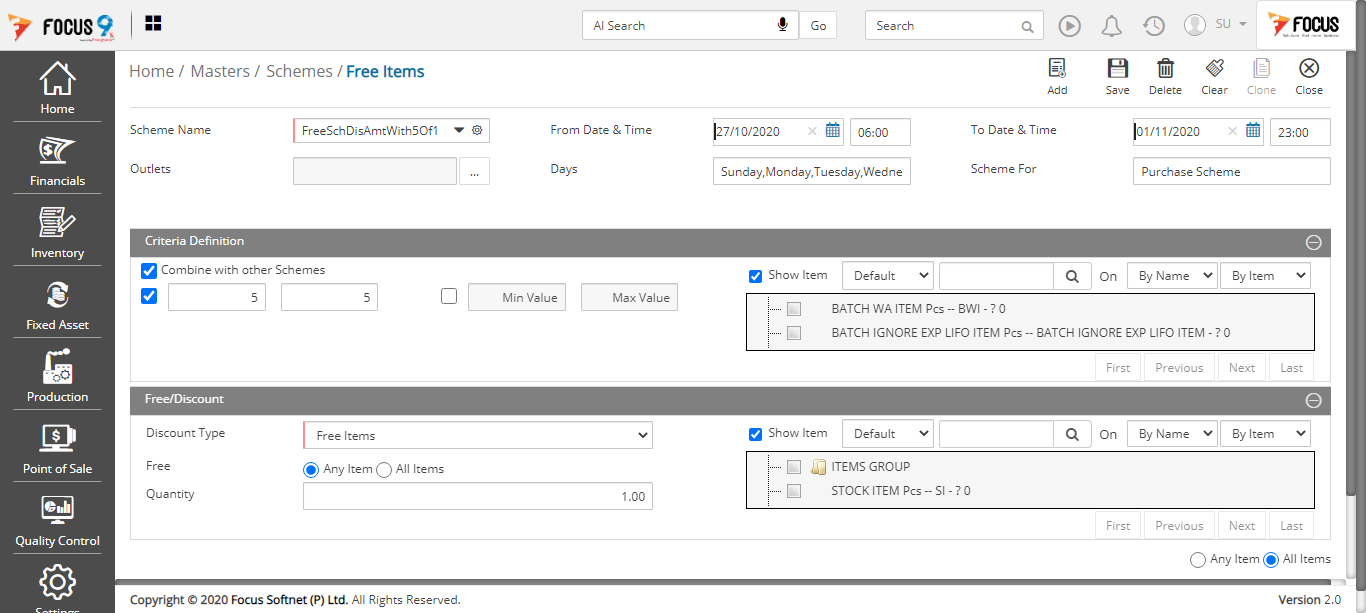 FOCUS 9
AI Search
Go
Search
SU
FOCUS
Home
Financials
Inventory
Fixed Asset
Production
Point of Sale
Quality Control
Settings
Home / Masters / Schemes / Free Items
Add
Save
Delete
Clear
Clone
Close
Scheme Name
FreeSchDisAmtWith5Of1
From Date & Time
27/10/2020
06:00
To Date & Time
01/11/2020
23:00
Outlets
...
Days
Sunday,Monday,Tuesday,Wedne
Scheme For
Purchase Scheme
Criteria Definition
Combine with other Schemes
5
5
Min Value
Max Value
Show Item
Default
On
By Name
By Item
BATCH WA ITEM Pcs -- BWI - ? 0
BATCH IGNORE EXP LIFO ITEM Pcs -- BATCH IGNORE EXP LIFO ITEM - ? 0
First
Previous
Next
Last
Free/Discount
Discount Type
Free Items
Free
Any Item
All Items
Quantity
1.00
Show Item
Default
On
By Name
By Item
ITEMS GROUP
STOCK ITEM Pcs -- SI - ? 0
First
Previous
Next
Last
Any Item
All Items
Copyright © 2020 Focus Softnet (P) Ltd. All Rights Reserved.
Version 2.0